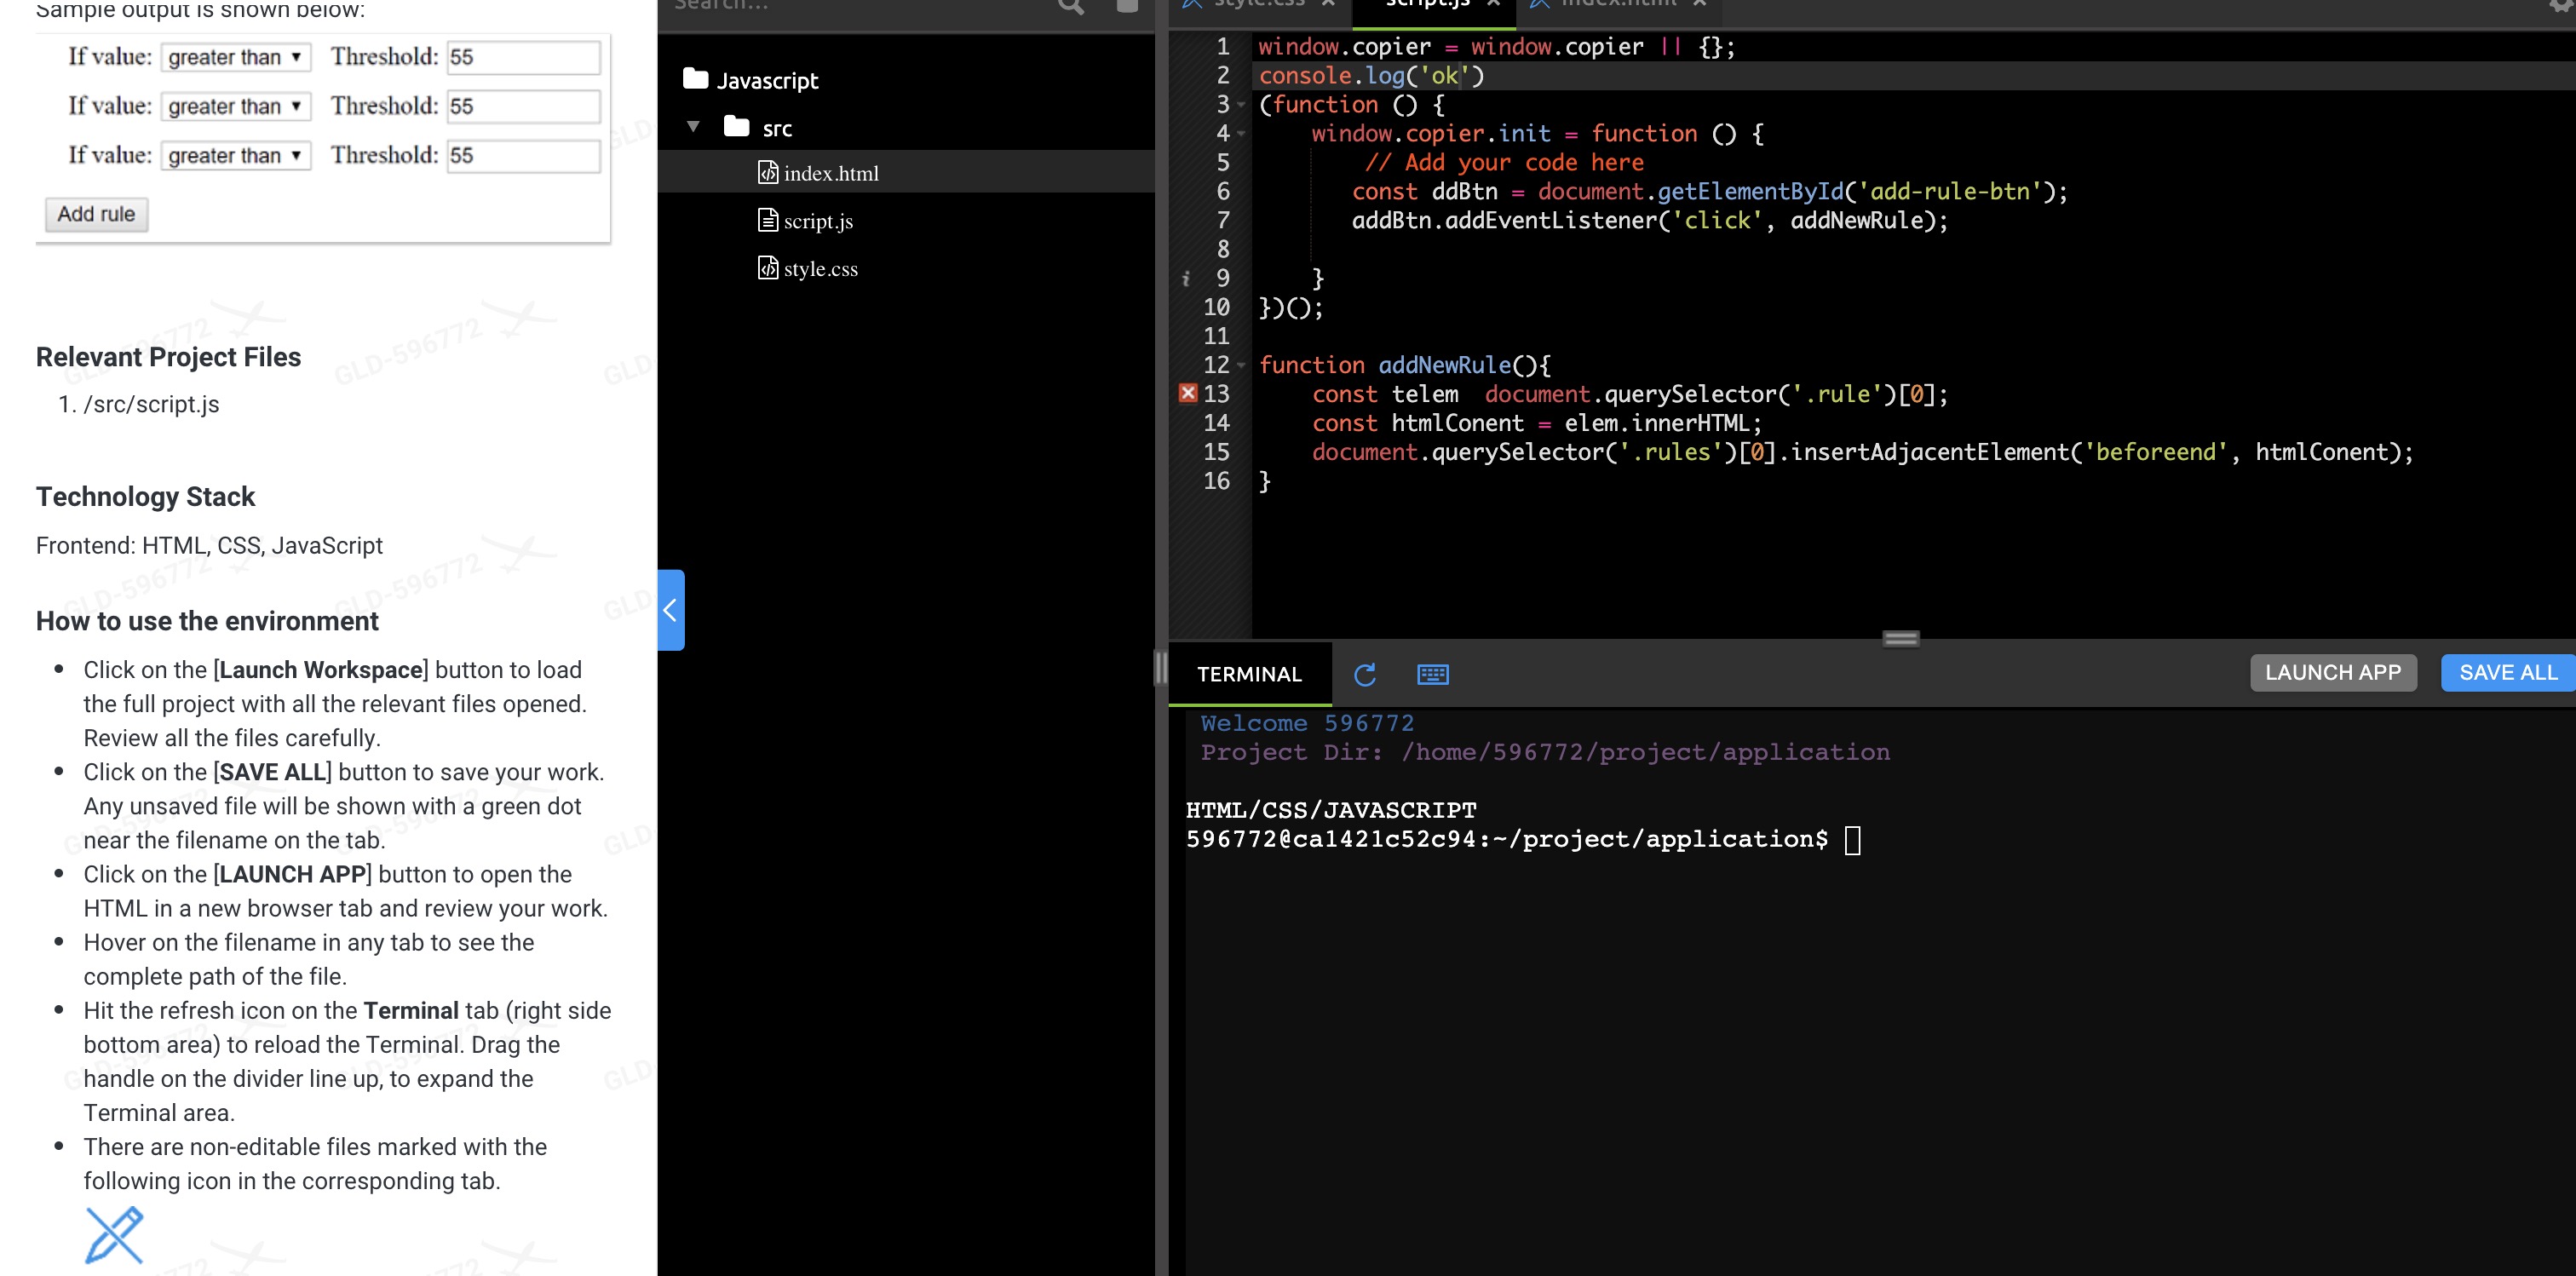 Sample output is shown below:
If value: greater than Threshold: 55
If value: greater than Threshold: 55
If value: greater than Threshold: 55
Add rule
Relevant Project Files
1. /src/script.js
Technology Stack
Frontend: HTML, CSS, JavaScript
How to use the environment
Click on the [Launch Workspace] button to load
the full project with all the relevant files opened.
Review all the files carefully.
Click on the [SAVE ALL] button to save your work.
Any unsaved file will be shown with a green dot
near the filename on the tab.
Click on the [LAUNCH APP] button to open the
HTML in a new browser tab and review your work.
Hover on the filename in any tab to see the
complete path of the file.
Hit the refresh icon on the Terminal tab (right side
bottom area) to reload the Terminal. Drag the
handle on the divider line up, to expand the
Terminal area.
There are non-editable files marked with the
following icon in the corresponding tab.
GLD-596772
Search...
Javascript
src
index.html
script.js
style.css
style.css script.js index.html
1 window.copier = window.copier || {};
2 console.log('ok')
3 (function () {
4 window.copier.init = function () {
5 // Add your code here
6 const ddBtn = document.getElementById('add-rule-btn');
7 addBtn.addEventListener('click', addNewRule);
8
9 }
10 })();
11
12 function addNewRule(){
13 const telem  document.querySelector('.rule')[0];
14 const htmlConent = elem.innerHTML;
15 document.querySelector('.rules')[0].insertAdjacentElement('beforeend', htmlConent);
16 }
TERMINAL LAUNCH APP SAVE ALL
Welcome 596772
Project Dir: /home/596772/project/application
HTML/CSS/JAVASCRIPT
596772@ca1421c52c94:~/project/application$